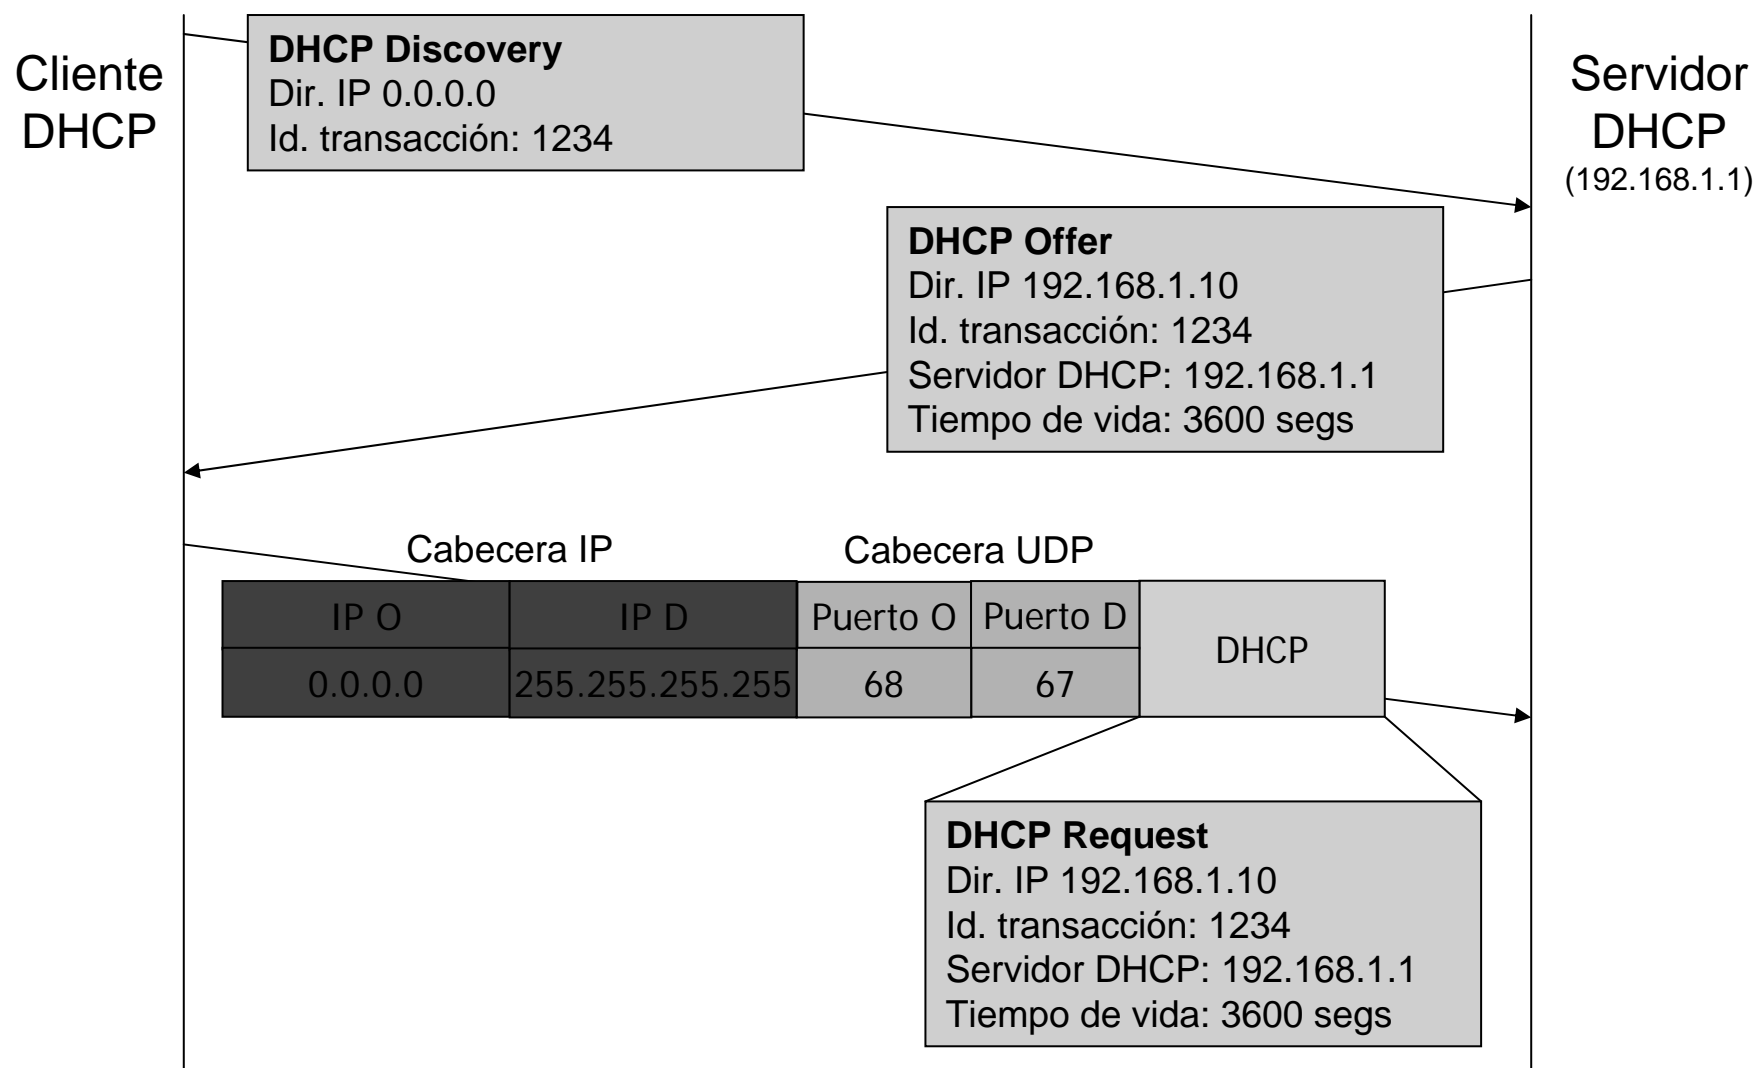 Cliente
DHCP
DHCP Discovery
Dir. IP 0.0.0.0
Id. transacción: 1234
Servidor
DHCP
(192.168.1.1)
DHCP Offer
Dir. IP 192.168.1.10
Id. transacción: 1234
Servidor DHCP: 192.168.1.1
Tiempo de vida: 3600 segs
Cabecera IP
Cabecera UDP
IP O
IP D
Puerto O
Puerto D
DHCP
0.0.0.0
255.255.255.255
68
67
DHCP Request
Dir. IP 192.168.1.10
Id. transacción: 1234
Servidor DHCP: 192.168.1.1
Tiempo de vida: 3600 segs